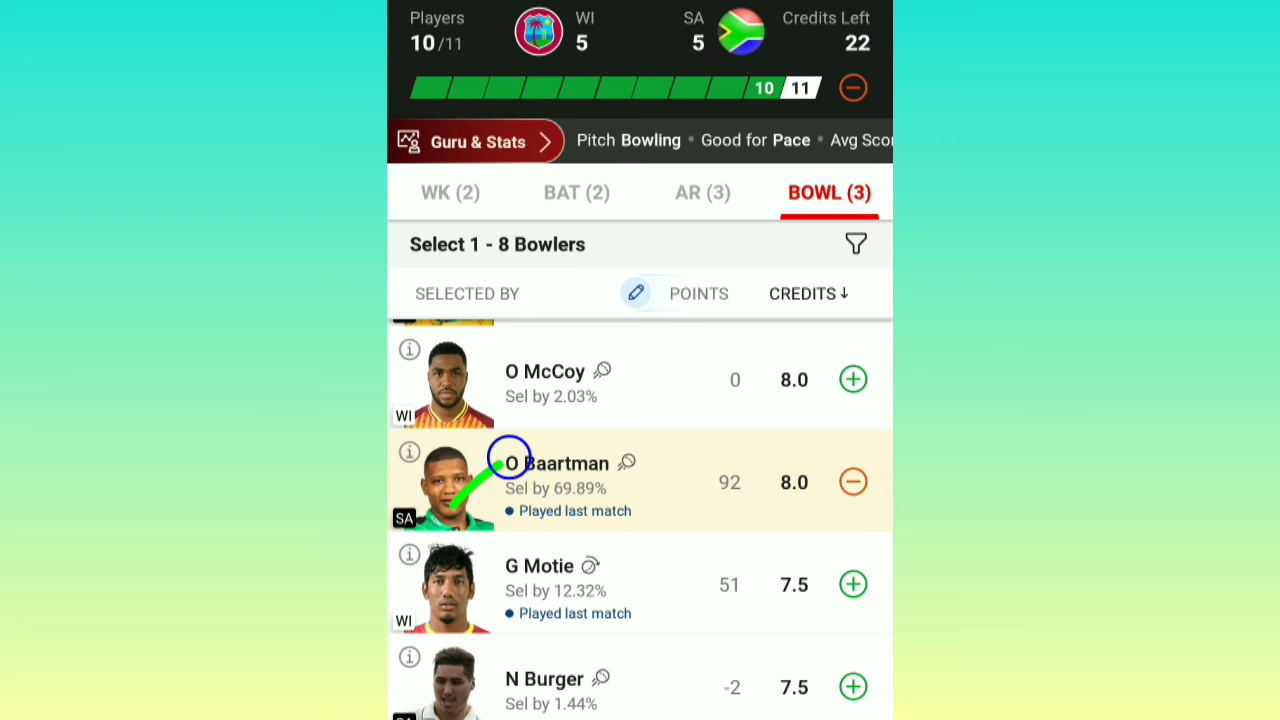 Players WI SA Credits Left
10/11 5 5 22
10 11
Guru & Stats Pitch Bowling • Good for Pace • Avg Scor
WK (2) BAT (2) AR (3) BOWL (3)
Select 1 - 8 Bowlers
SELECTED BY POINTS CREDITS ↓
O McCoy
Sel by 2.03%
0 8.0
WI
O Baartman
Sel by 69.89%
92 8.0
Played last match
SA
G Motie
Sel by 12.32%
51 7.5
Played last match
WI
N Burger
Sel by 1.44%
-2 7.5